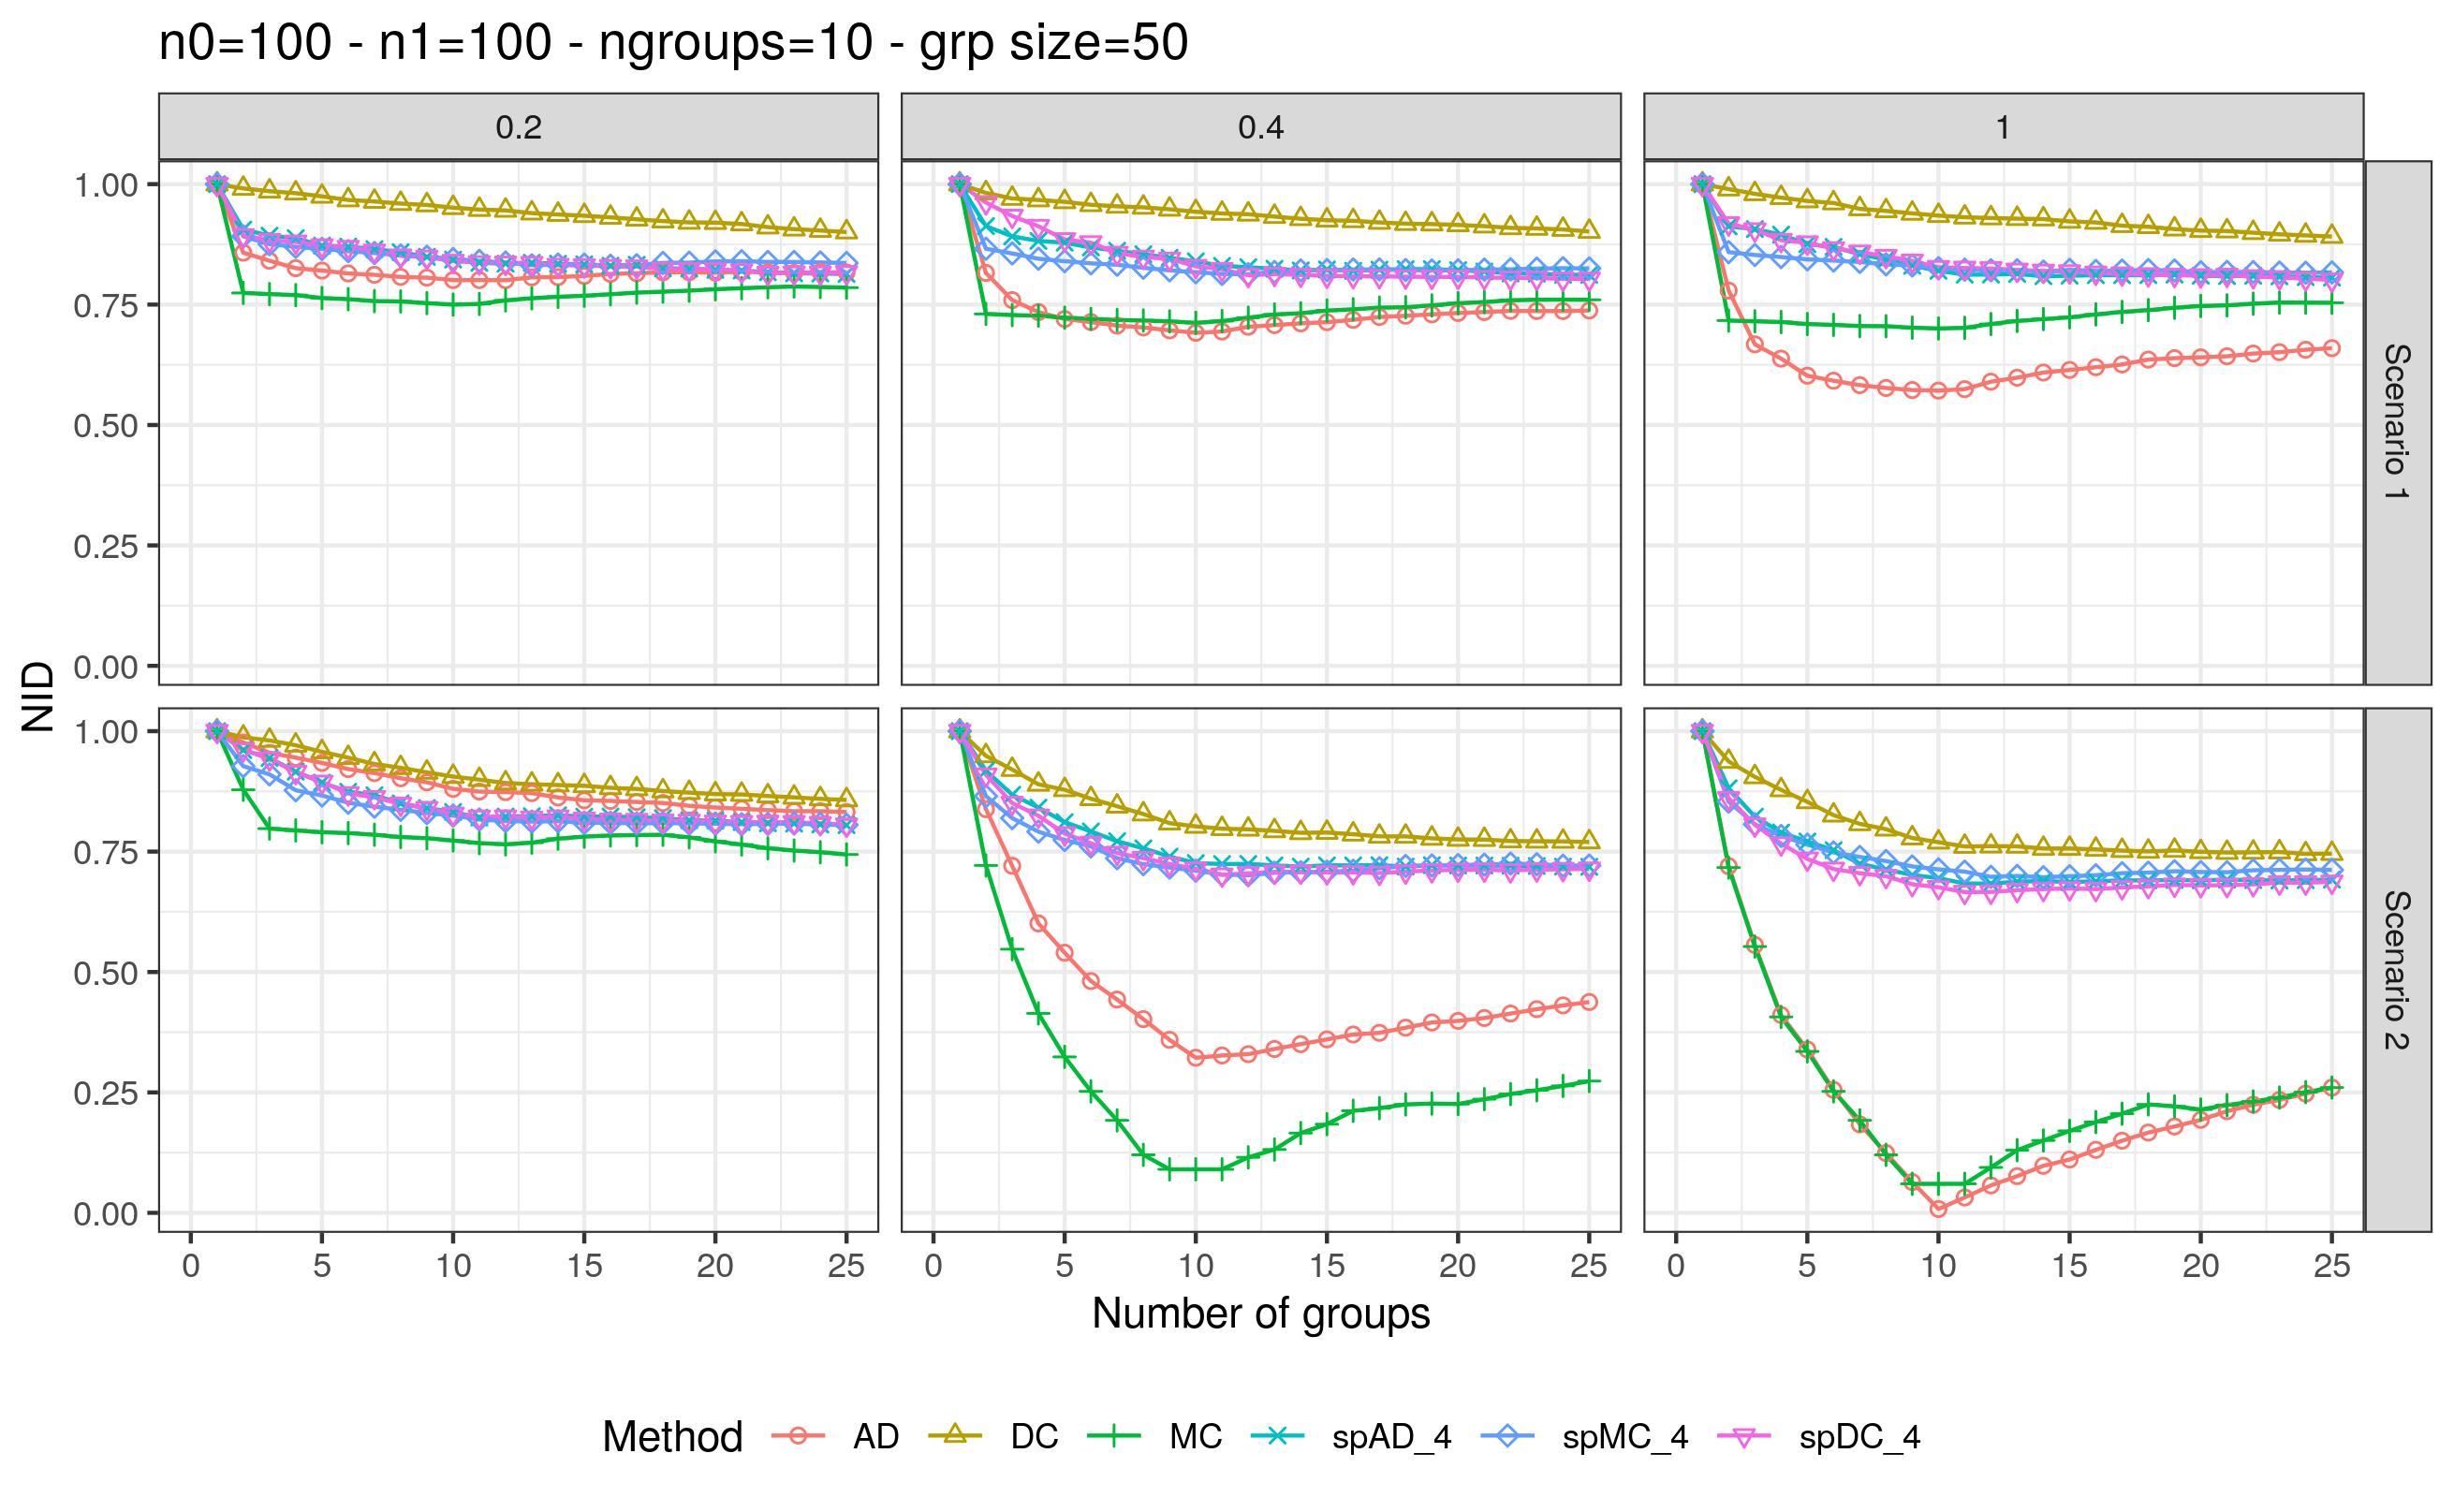 n0=100 - n1=100 - ngroups=10 - grp size=50
0.2
0.4
1
1.00
0.75
0.50
0.25
0.00
Scenario 1
NID
1.00
0.75
0.50
0.25
0.00
Scenario 2
0 5 10 15 20 25
0 5 10 15 20 25
0 5 10 15 20 25
Number of groups
Method AD DC MC spAD_4 spMC_4 spDC_4